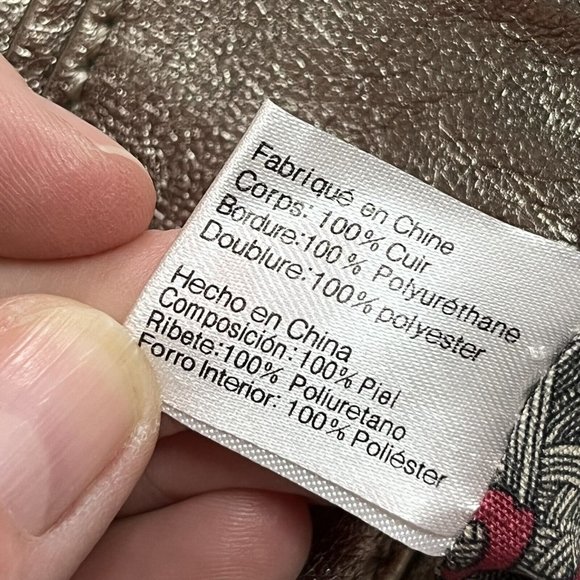 Fabriqué en Chine
Corps: 100% Cuir
Bordure:100% Polyuréthane
Doublure:100% polyester
Hecho en China
Composición:100% Piel
Ribete:100% Poliuretano
Forro Interior: 100% Poliéster